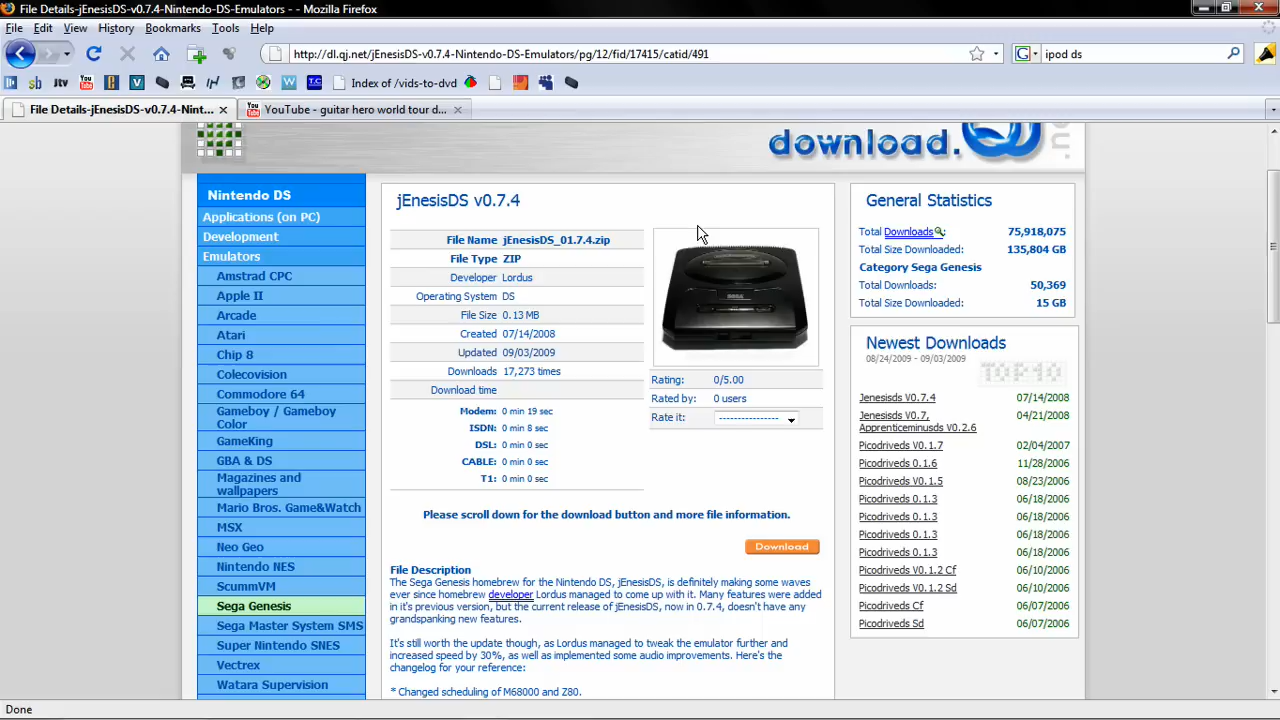 File Details-jEnesisDS-v0.7.4-Nintendo-DS-Emulators - - Mozilla Firefox
File Edit View History Bookmarks Tools Help
http://dl.qj.net/jEnesisDS-v0.7.4-Nintendo-DS-Emulators/pg/12/fid/17415/catid/491
ipod ds
Index of /vids-to-dvd
File Details-jEnesisDS-v0.7.4-Nint...
YouTube - guitar hero world tour d...
download.QJ
Nintendo DS
Applications (on PC)
Development
Emulators
Amstrad CPC
Apple II
Arcade
Atari
Chip 8
Colecovision
Commodore 64
Gameboy / Gameboy
Color
GameKing
GBA & DS
Magazines and
wallpapers
Mario Bros. Game&Watch
MSX
Neo Geo
Nintendo NES
ScummVM
Sega Genesis
Sega Master System SMS
Super Nintendo SNES
Vectrex
Watara Supervision
jEnesisDS v0.7.4
File Name jEnesisDS_01.7.4.zip
File Type ZIP
Developer Lordus
Operating System DS
File Size 0.13 MB
Created 07/14/2008
Updated 09/03/2009
Downloads 17,273 times
Download time
Modem: 0 min 19 sec
ISDN: 0 min 8 sec
DSL: 0 min 0 sec
CABLE: 0 min 0 sec
T1: 0 min 0 sec
SEGA
Rating: 0/5.00
Rated by: 0 users
Rate it: ----------------
Please scroll down for the download button and more file information.
Download
File Description
The Sega Genesis homebrew for the Nintendo DS, jEnesisDS, is definitely making some waves
ever since homebrew developer Lordus managed to come up with it. Many features were added
in it's previous version, but the current release of jEnesisDS, now in 0.7.4, doesn't have any
grandspanking new features.
It's still worth the update though, as Lordus managed to tweak the emulator further and
increased speed by 30%, as well as implemented some audio improvements. Here's the
changelog for your reference:
* Changed scheduling of M68000 and Z80.
General Statistics
Total Downloads: 75,918,075
Total Size Downloaded: 135,804 GB
Category Sega Genesis
Total Downloads: 50,369
Total Size Downloaded: 15 GB
Newest Downloads
08/24/2009 - 09/03/2009
TOP10
Jenesisds V0.7.4 07/14/2008
Jenesisds V0.7, 04/21/2008
Apprenticeminusds V0.2.6
Picodriveds V0.1.7 02/04/2007
Picodriveds 0.1.6 11/28/2006
Picodriveds V0.1.5 08/23/2006
Picodriveds 0.1.3 06/18/2006
Picodriveds 0.1.3 06/18/2006
Picodriveds 0.1.3 06/18/2006
Picodriveds 0.1.3 06/18/2006
Picodriveds V0.1.2 Cf 06/10/2006
Picodriveds V0.1.2 Sd 06/10/2006
Picodriveds Cf 06/07/2006
Picodriveds Sd 06/07/2006
Done